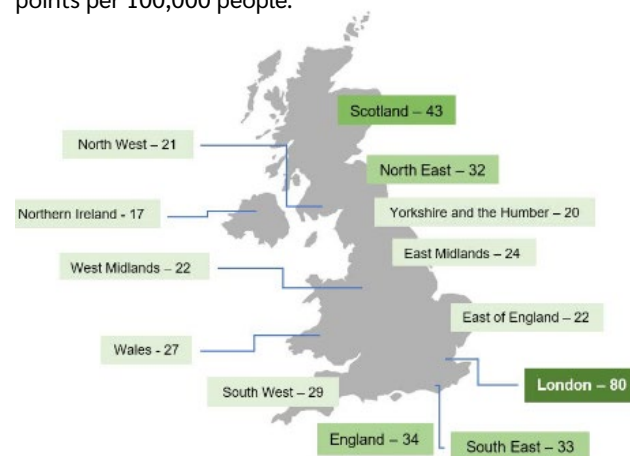 points per 100,000 people.
Scotland – 43
North West – 21
North East – 32
Northern Ireland - 17
Yorkshire and the Humber – 20
East Midlands – 24
West Midlands – 22
East of England – 22
Wales - 27
London – 80
South West – 29
England – 34
South East – 33